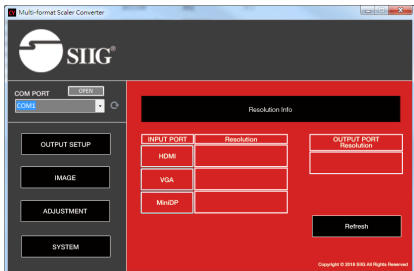 Multi-format Scaler Converter
SIIG®
COM PORT
OPEN
COM1
Resolution Info
OUTPUT SETUP
IMAGE
ADJUSTMENT
SYSTEM
INPUT PORT
Resolution
HDMI
VGA
MiniDP
OUTPUT PORT
Resolution
Refresh
Copyright © 2018 SIIG All Rights Reserved